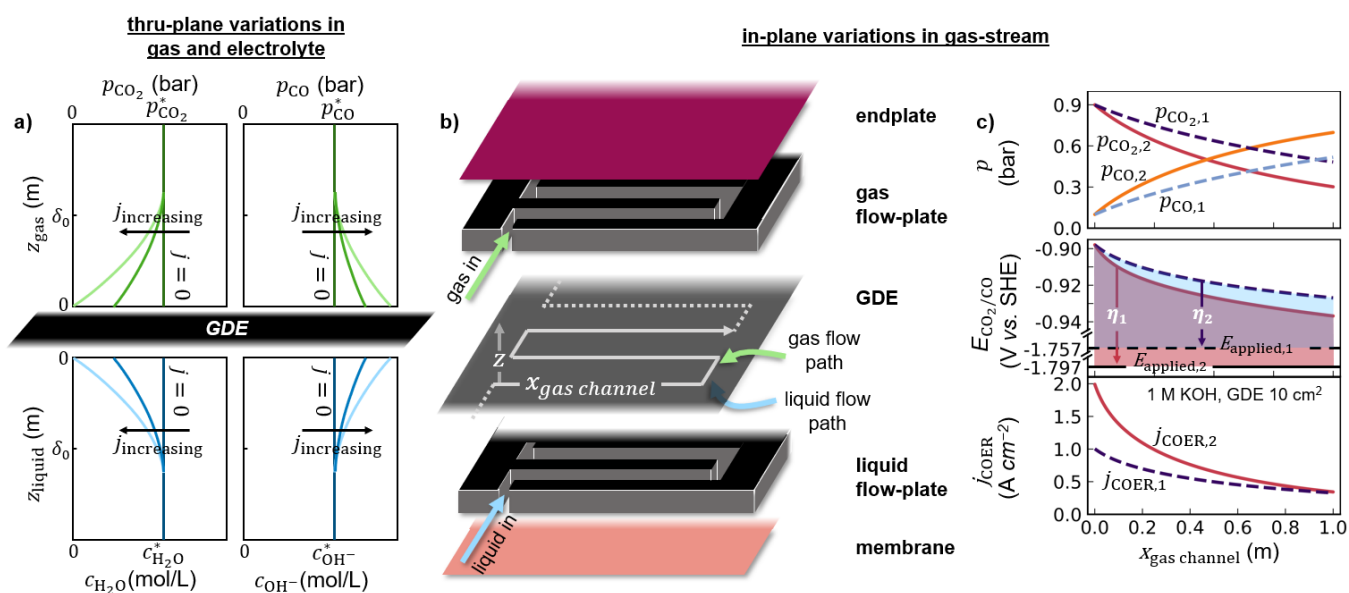 thru-plane variations in
gas and electrolyte
in-plane variations in gas-stream
a)
p_CO₂ (bar)
0
p*_CO₂
p_CO (bar)
0
p*_CO
z_gas (m)
δ₀
0
j_increasing
j = 0
j_increasing
j = 0
GDE
0
z_liquid (m)
δ₀
j = 0
j_increasing
j = 0
j_increasing
0
c*_H₂O
c_H₂O(mol/L)
0
c*_OH⁻
c_OH⁻(mol/L)
b)
endplate
gas
flow-plate
gas in
GDE
z
x_gas channel
gas flow
path
liquid flow
path
liquid
flow-plate
liquid in
membrane
c)
p
(bar)
0.9
0.6
0.3
0.0
p_CO₂,1
p_CO₂,2
p_CO,2
p_CO,1
E_CO₂/CO
(V vs. SHE)
-0.90
-0.92
-0.94
-1.757
-1.797
η₁
η₂
E_applied,1
E_applied,2
j_COER
(A cm⁻²)
2.0
1.5
1.0
0.5
0.0
1 M KOH, GDE 10 cm²
j_COER,2
j_COER,1
0.0 0.2 0.4 0.6 0.8 1.0
x_gas channel (m)